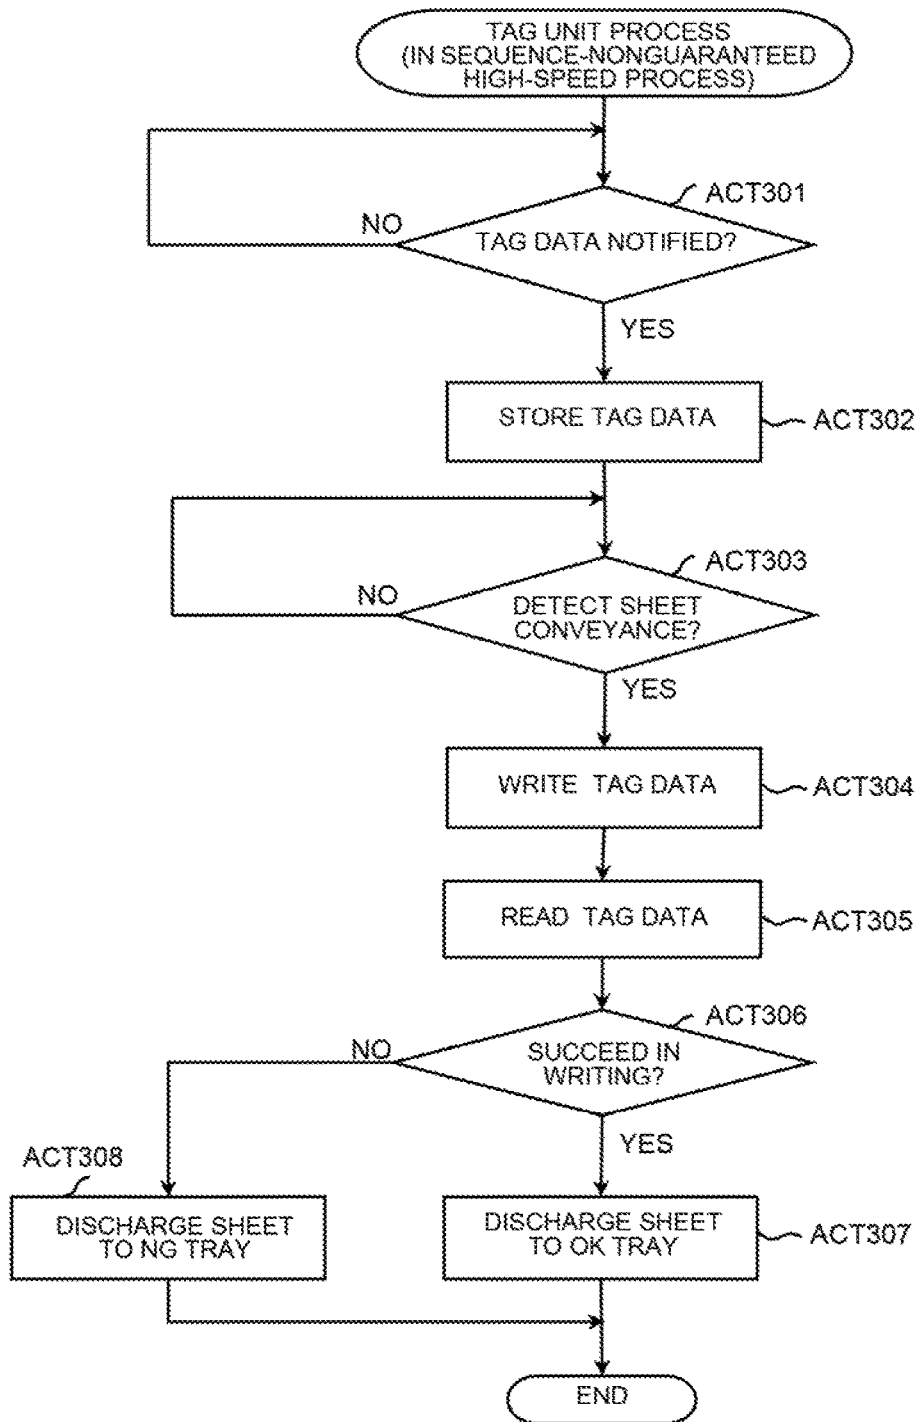 TAG UNIT PROCESS
(IN SEQUENCE-NONGUARANTEED
HIGH-SPEED PROCESS)
ACT301
NO
TAG DATA NOTIFIED?
YES
STORE TAG DATA
ACT302
ACT303
NO
DETECT SHEET
CONVEYANCE?
YES
WRITE TAG DATA
ACT304
READ TAG DATA
ACT305
ACT306
NO
SUCCEED IN
WRITING?
YES
ACT308
DISCHARGE SHEET
TO NG TRAY
DISCHARGE SHEET
TO OK TRAY
ACT307
END